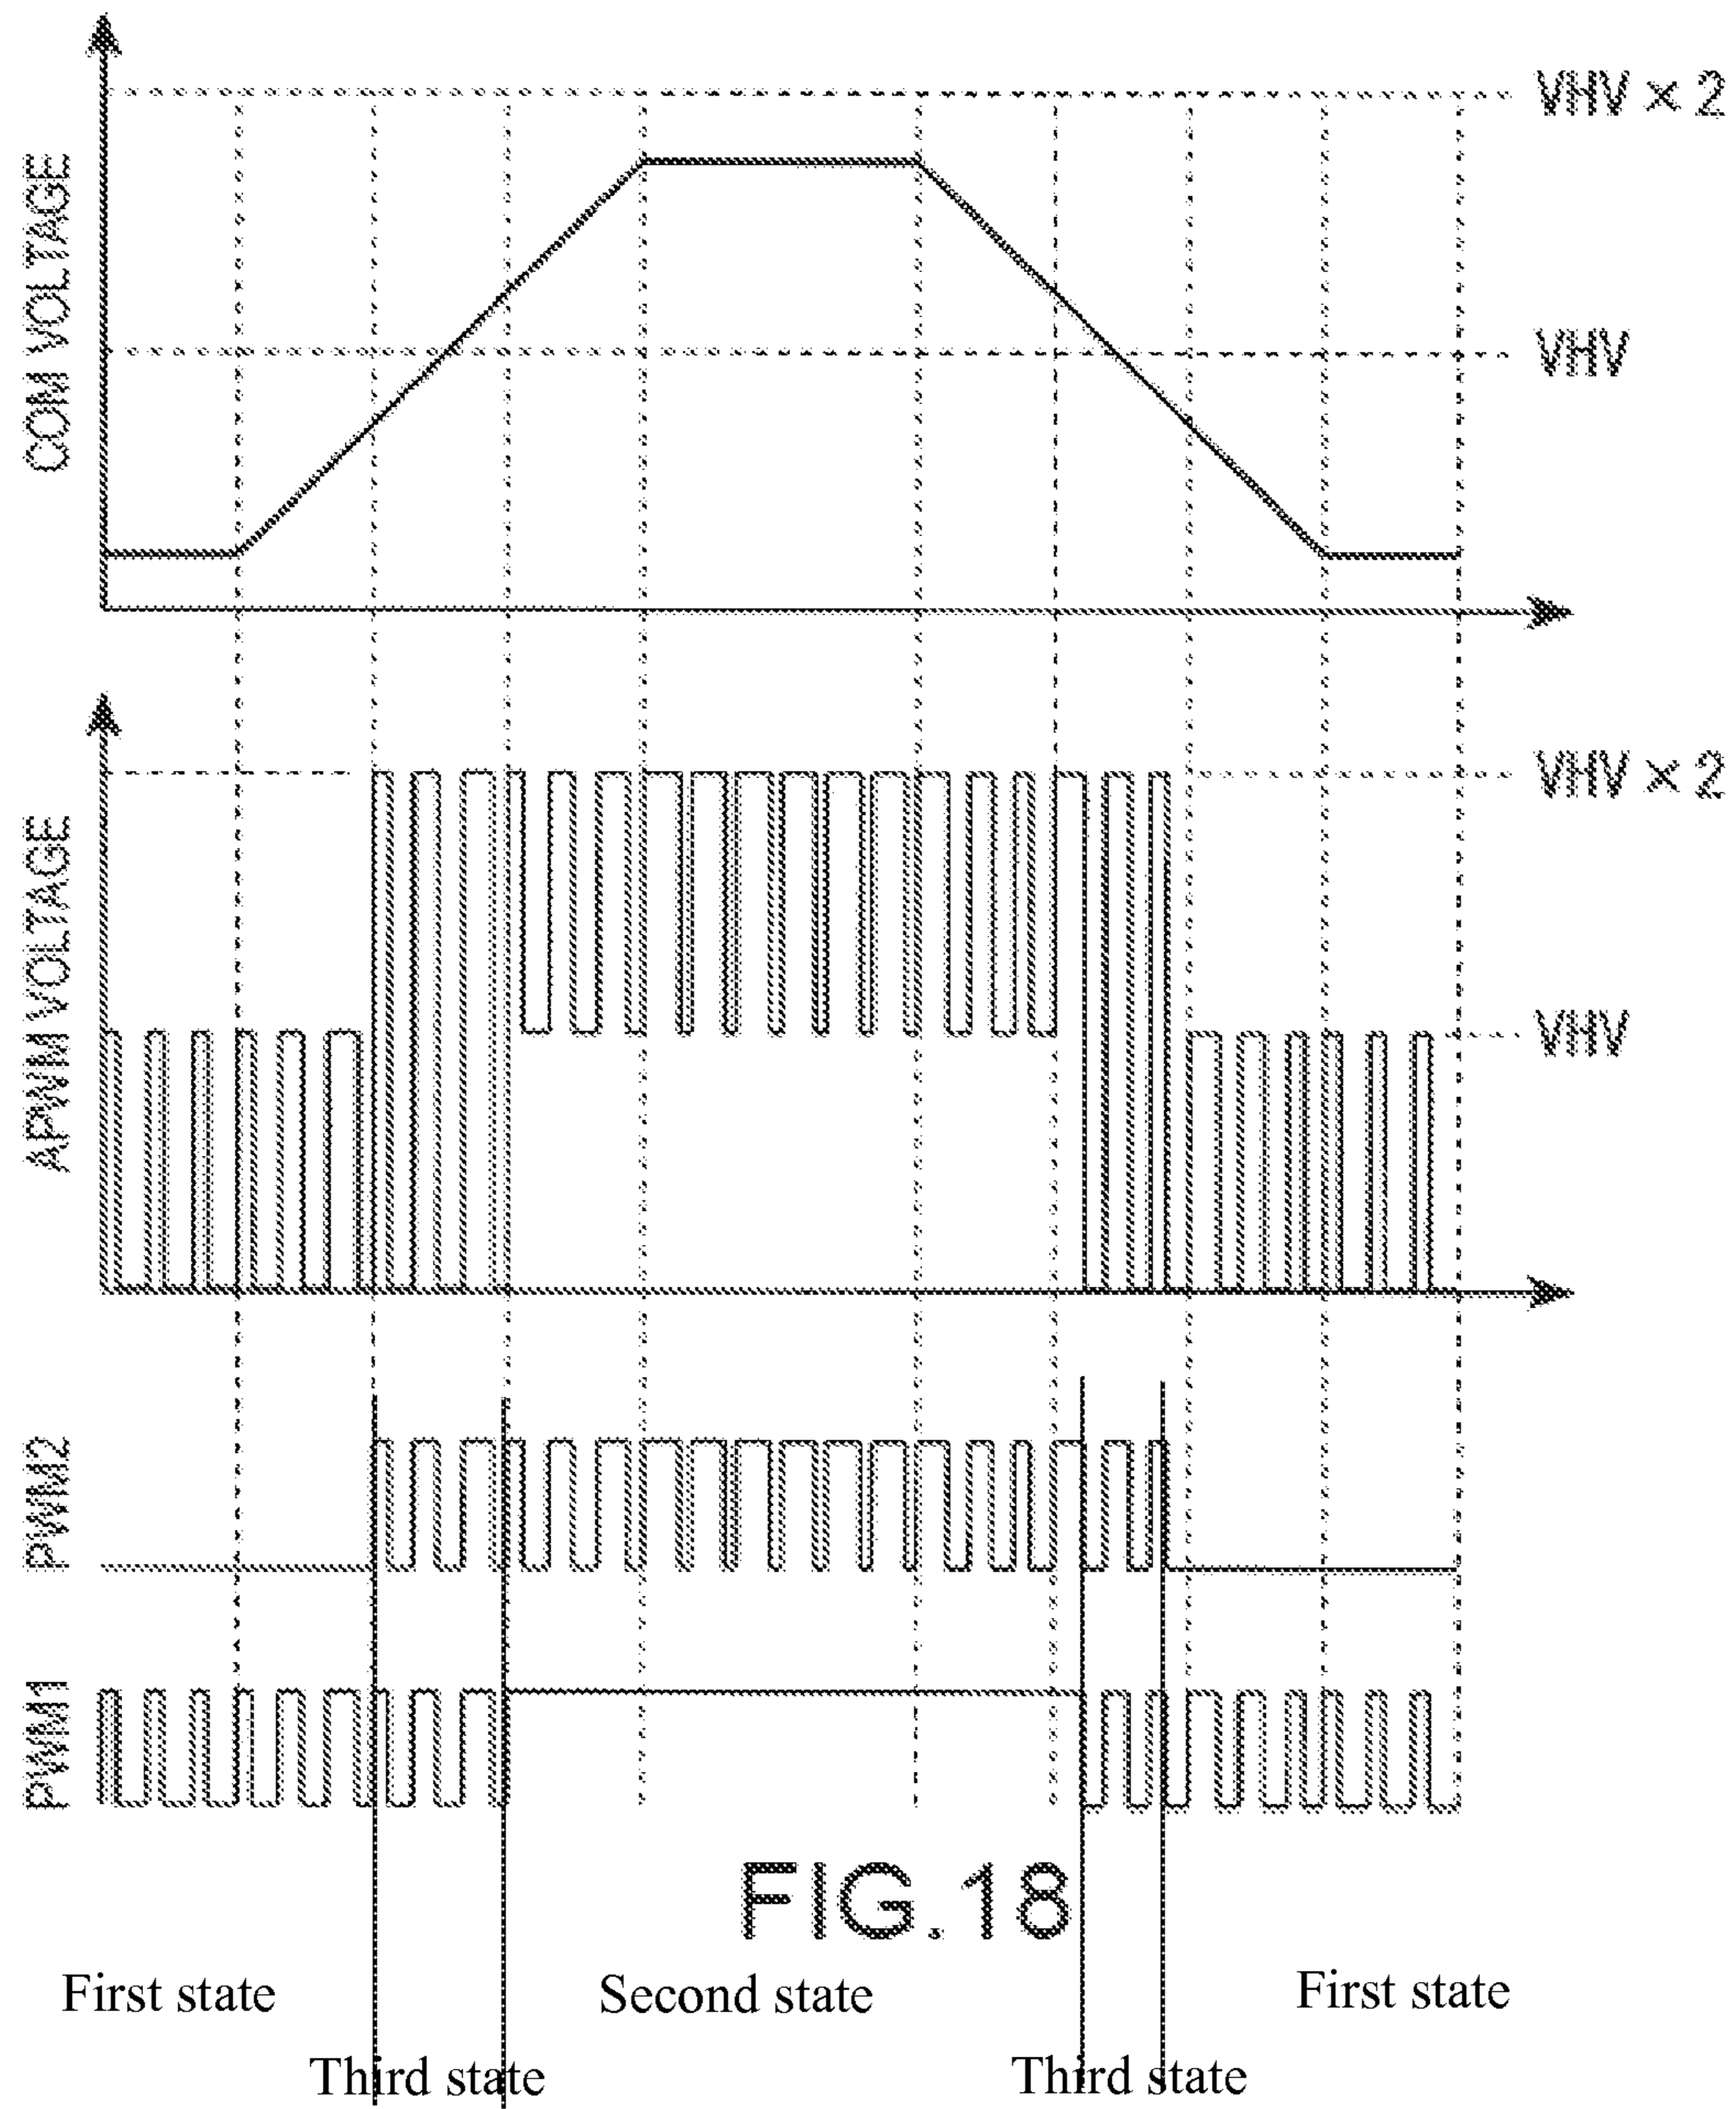 COM VOLTAGE
VHV × 2
VHV
APWM VOLTAGE
VHV × 2
VHV
PWM2
PWM1
FIG.18
First state
Second state
First state
Third state
Third state